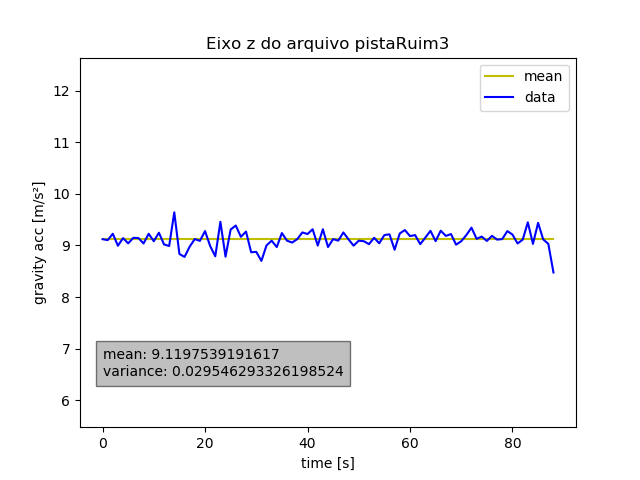 Eixo z do arquivo pistaRuim3
mean
data
12
11
10
9
8
7
6
gravity acc [m/s²]
mean: 9.1197539191617
variance: 0.029546293326198524
0 20 40 60 80
time [s]